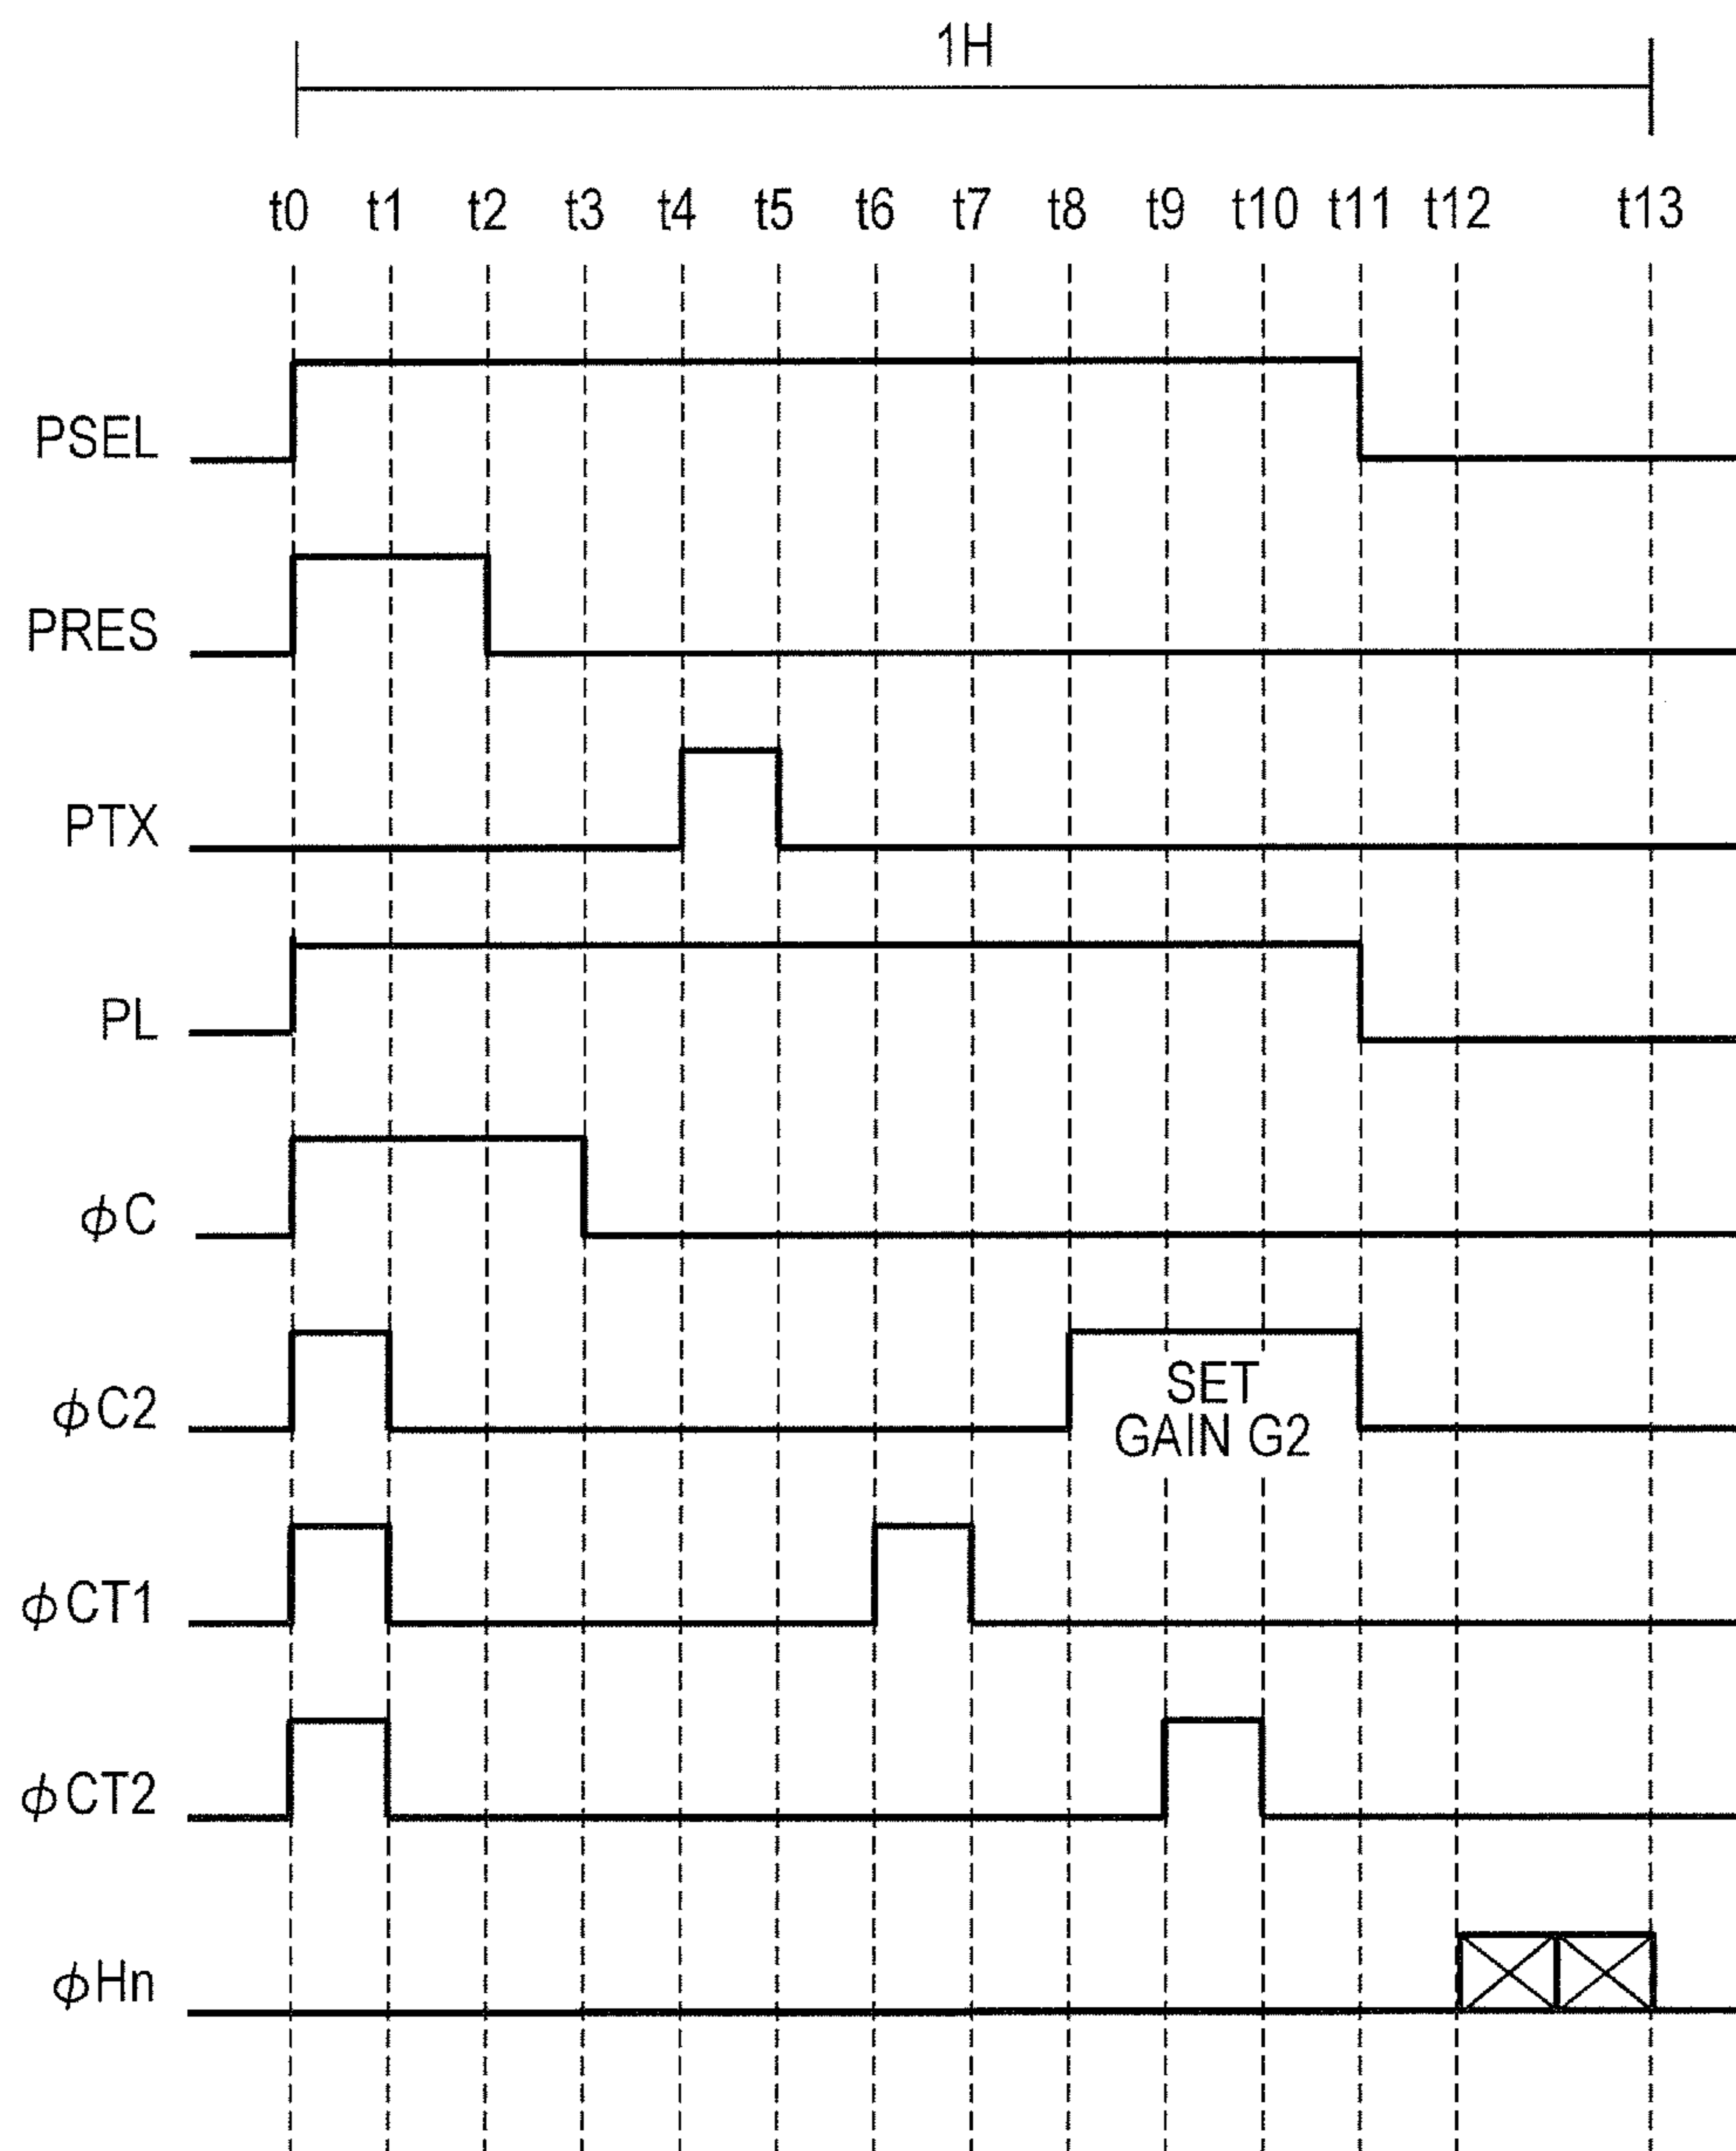 1H
t0 t1 t2 t3 t4 t5 t6 t7 t8 t9 t10 t11 t12 t13
PSEL
PRES
PTX
PL
ϕC
ϕC2
SET
GAIN G2
ϕCT1
ϕCT2
ϕHn